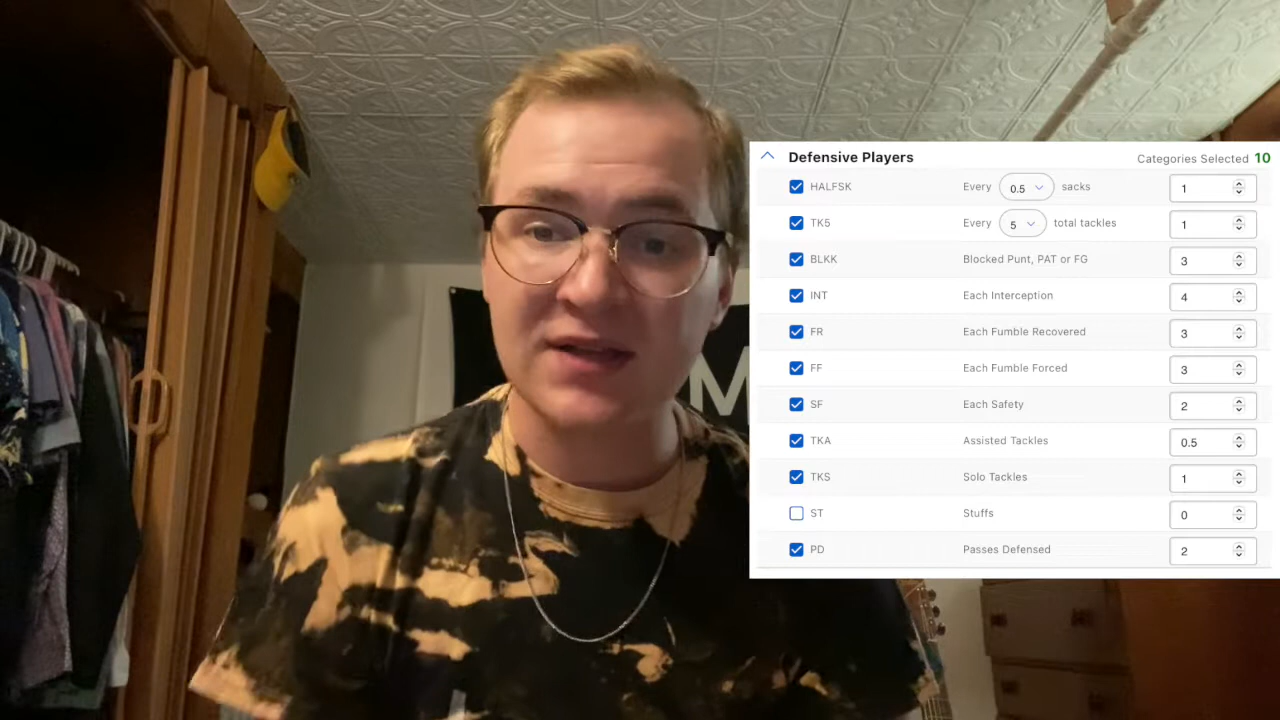 Defensive Players Categories Selected 10
HALFSK Every 0.5 sacks 1
TK5 Every 5 total tackles 1
BLKK Blocked Punt, PAT or FG 3
INT Each Interception 4
FR Each Fumble Recovered 3
FF Each Fumble Forced 3
SF Each Safety 2
TKA Assisted Tackles 0.5
TKS Solo Tackles 1
ST Stuffs 0
PD Passes Defensed 2
M